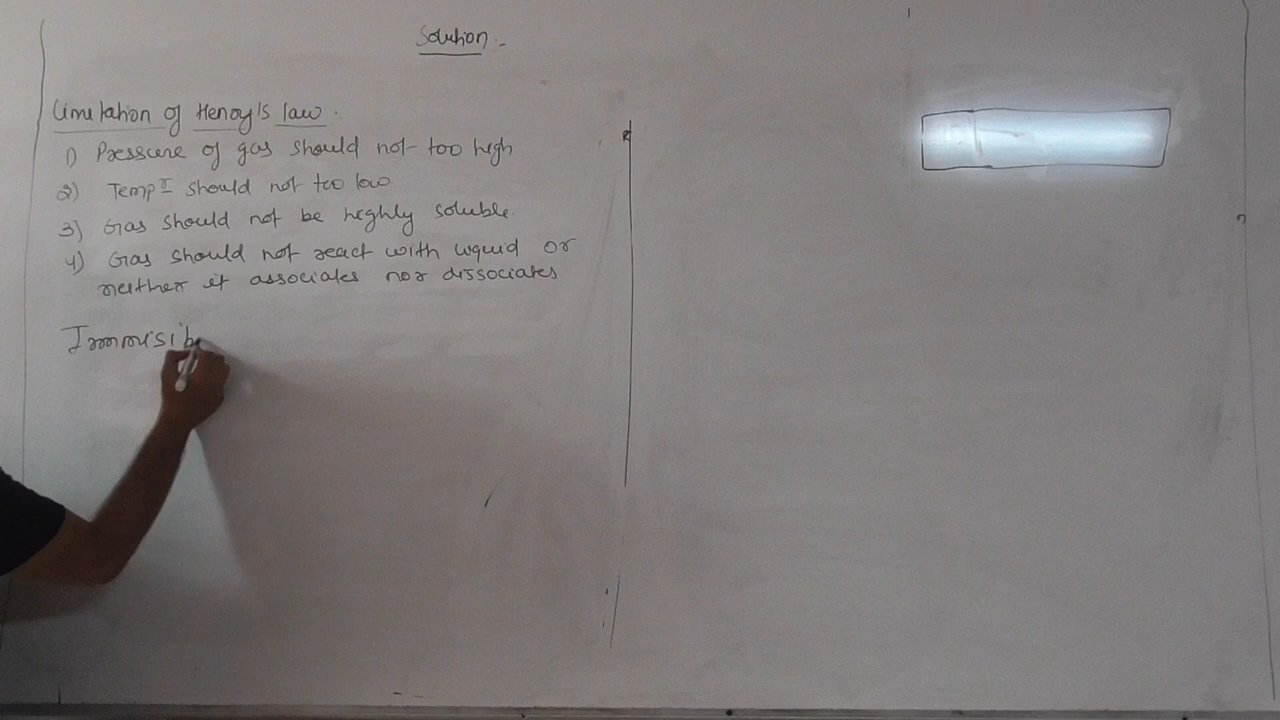 Solution :-
Limitation of Henry's law.
1) Pressure of gas should not too high
2) Temp^r should not too low
3) Gas should not be highly soluble.
4) Gas should not react with liquid or
neither it associates nor dissociates
Immisib